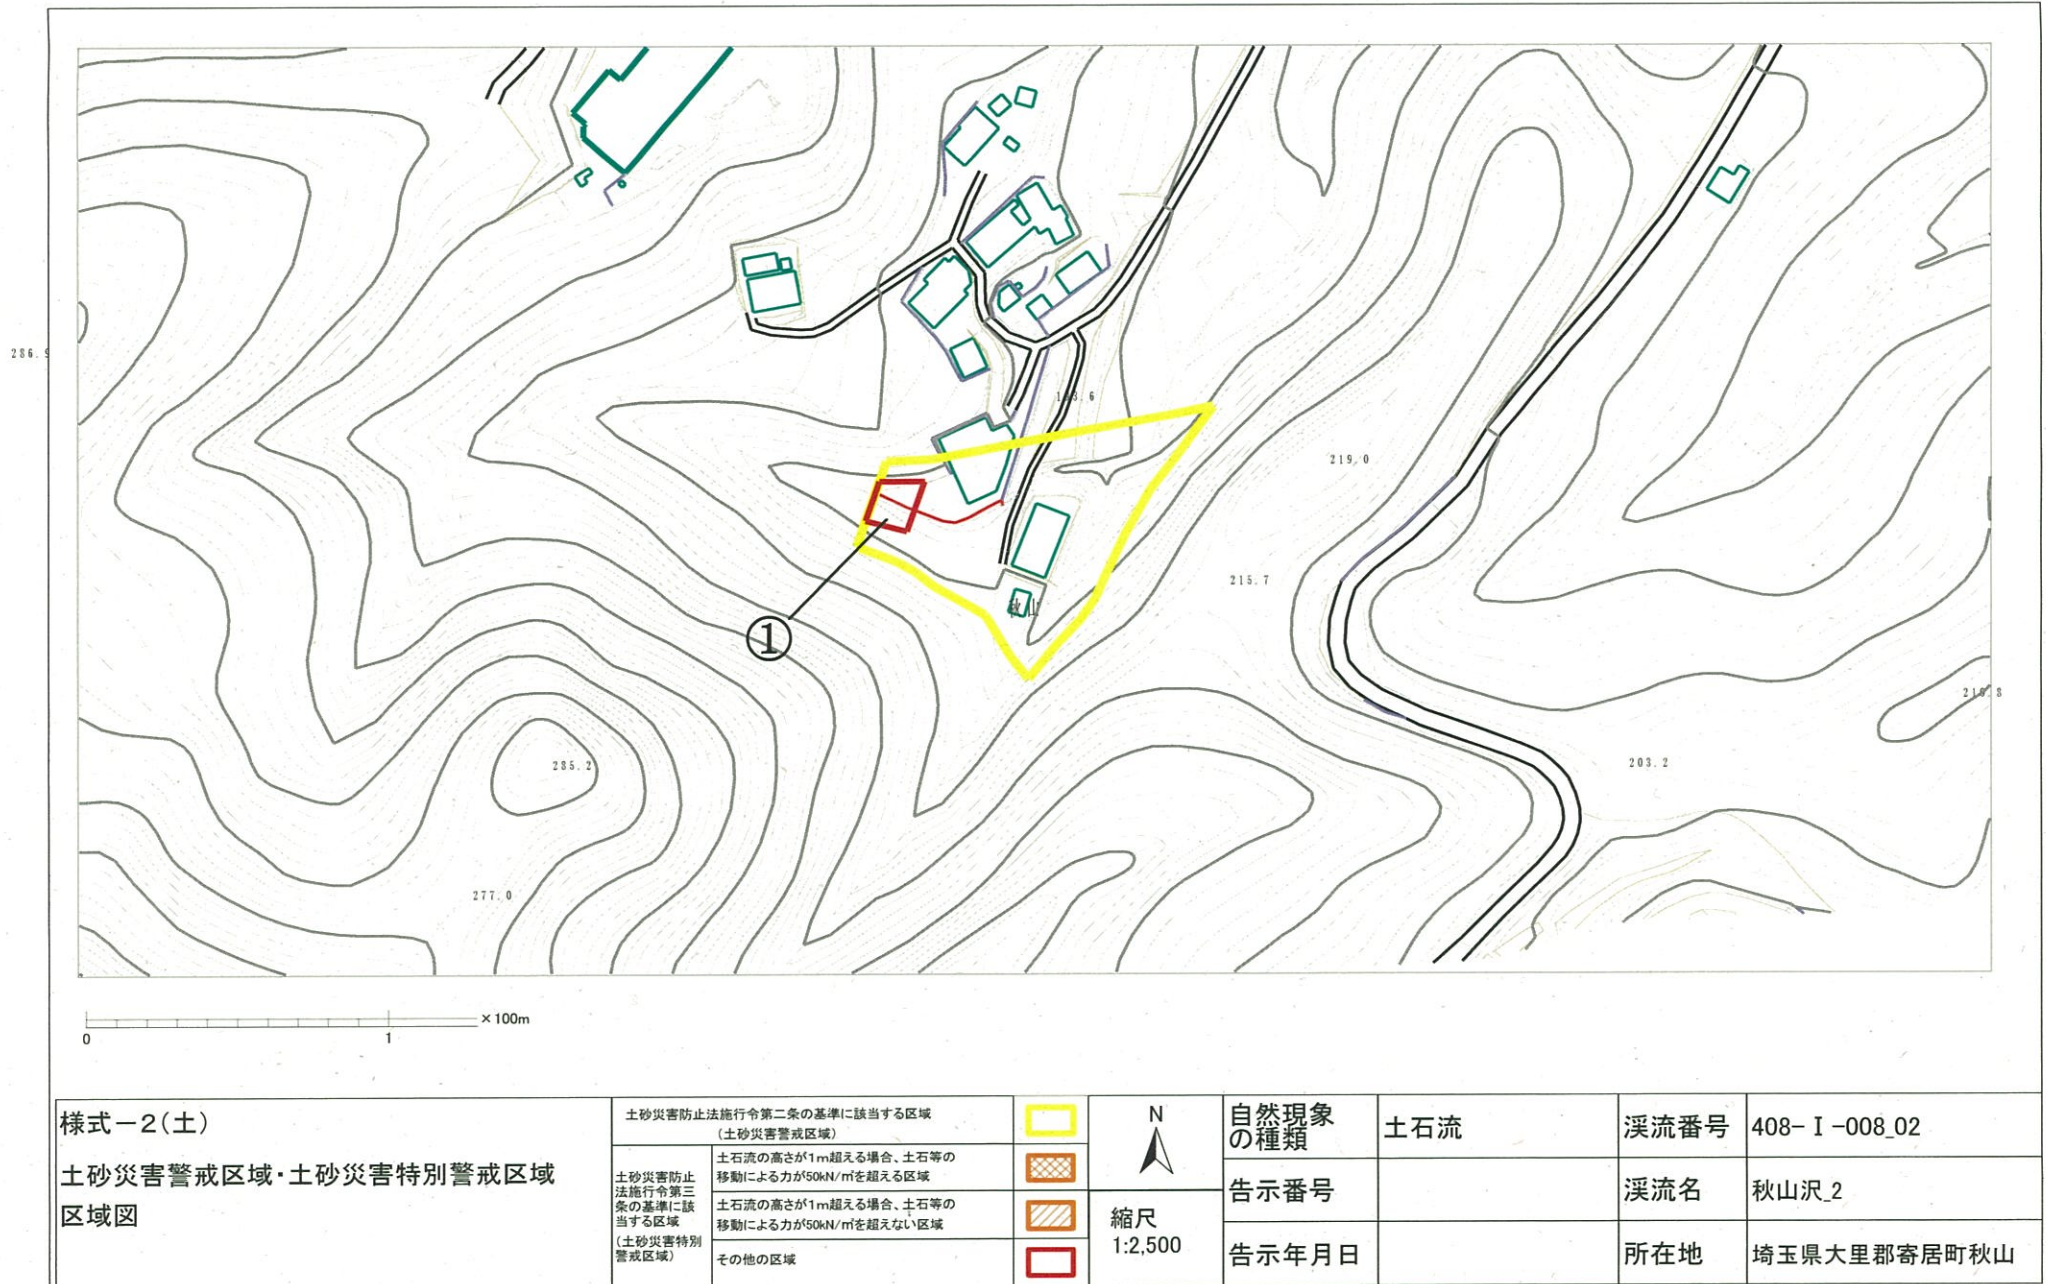 286.9
183.6
219.0
215.7
秋山
①
285.2
277.0
203.2
×100m
0
1
様式－2(土)
土砂災害警戒区域・土砂災害特別警戒区域
区域図
土砂災害防止法施行令第二条の基準に該当する区域
(土砂災害警戒区域)
土砂災害防止
法施行令第三
条の基準に該
当する区域
(土砂災害特別
警戒区域)
土石流の高さが1m超える場合、土石等の
移動による力が50kN/㎡を超える区域
土石流の高さが1m超える場合、土石等の
移動による力が50kN/㎡を超えない区域
その他の区域
N
縮尺
1:2,500
自然現象
の種類
土石流
渓流番号
408-Ⅰ-008_02
告示番号
渓流名
秋山沢_2
告示年月日
所在地
埼玉県大里郡寄居町秋山